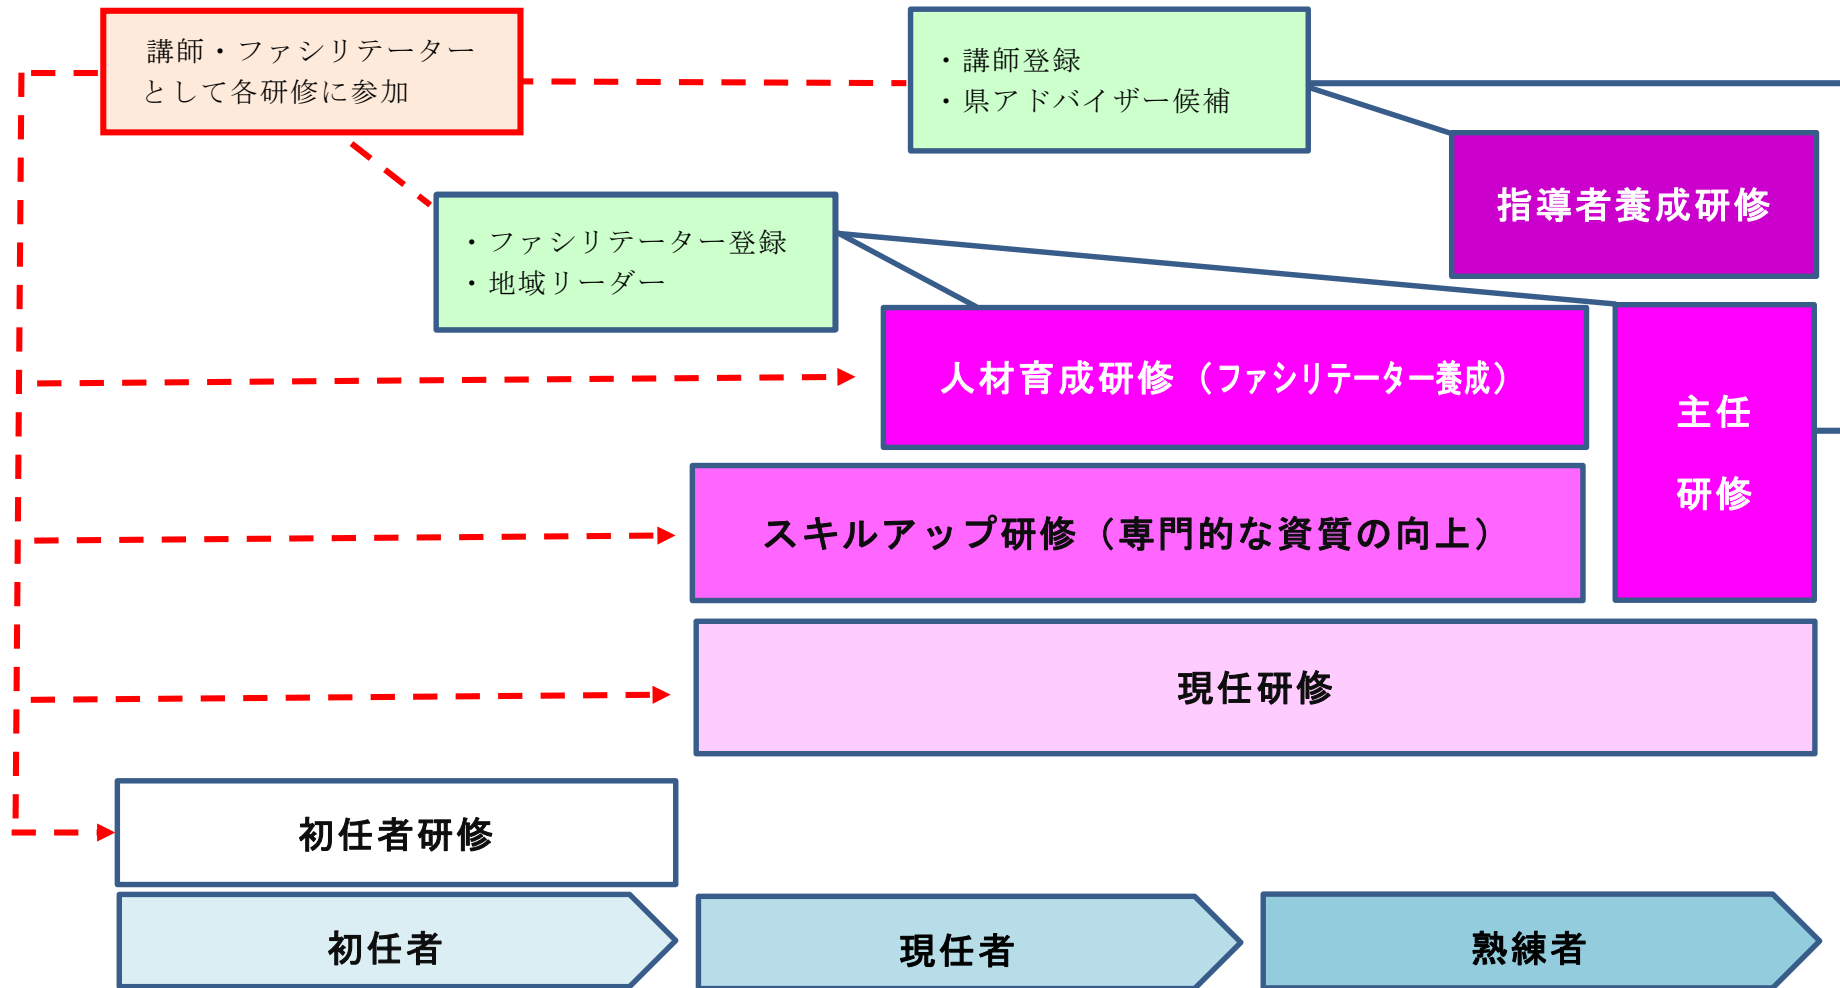 講師・ファシリテーター
として各研修に参加
・講師登録
・県アドバイザー候補
指導者養成研修
・ファシリテーター登録
・地域リーダー
人材育成研修（ファシリテーター養成）
主任
研修
スキルアップ研修（専門的な資質の向上）
現任研修
初任者研修
初任者
現任者
熟練者